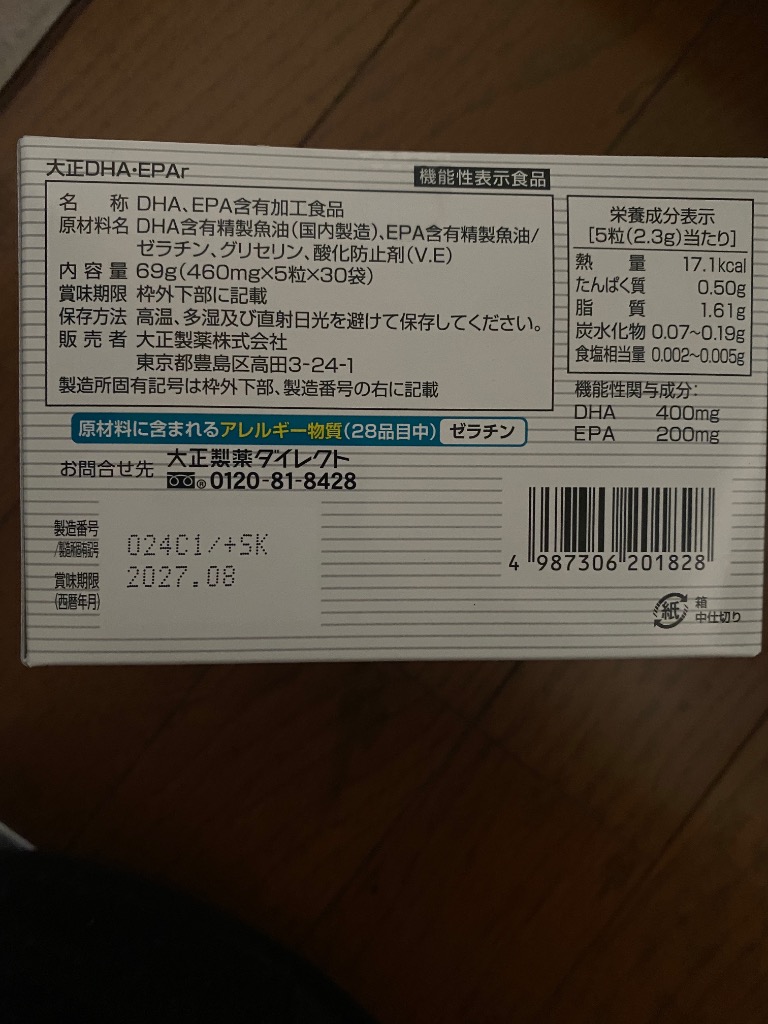 大正DHA・EPAr
機能性表示食品
名称 DHA、EPA含有加工食品
原材料名 DHA含有精製魚油(国内製造)、EPA含有精製魚油/
ゼラチン、グリセリン、酸化防止剤(V.E)
内容量 69g(460mg×5粒×30袋)
賞味期限 枠外下部に記載
保存方法 高温、多湿及び直射日光を避けて保存してください。
販売者 大正製薬株式会社
東京都豊島区高田3-24-1
製造所固有記号は枠外下部、製造番号の右に記載
栄養成分表示
[5粒(2.3g)当たり]
熱量 17.1kcal
たんぱく質 0.50g
脂質 1.61g
炭水化物 0.07~0.19g
食塩相当量 0.002~0.005g
機能性関与成分:
DHA 400mg
EPA 200mg
原材料に含まれるアレルギー物質(28品目中) ゼラチン
お問合せ先 大正製薬ダイレクト
® 0120-81-8428
製造番号
/製造所固有記号
024C1/+SK
賞味期限
(西暦年月)
2027.08
4 987306 201828
紙
箱
中仕切り